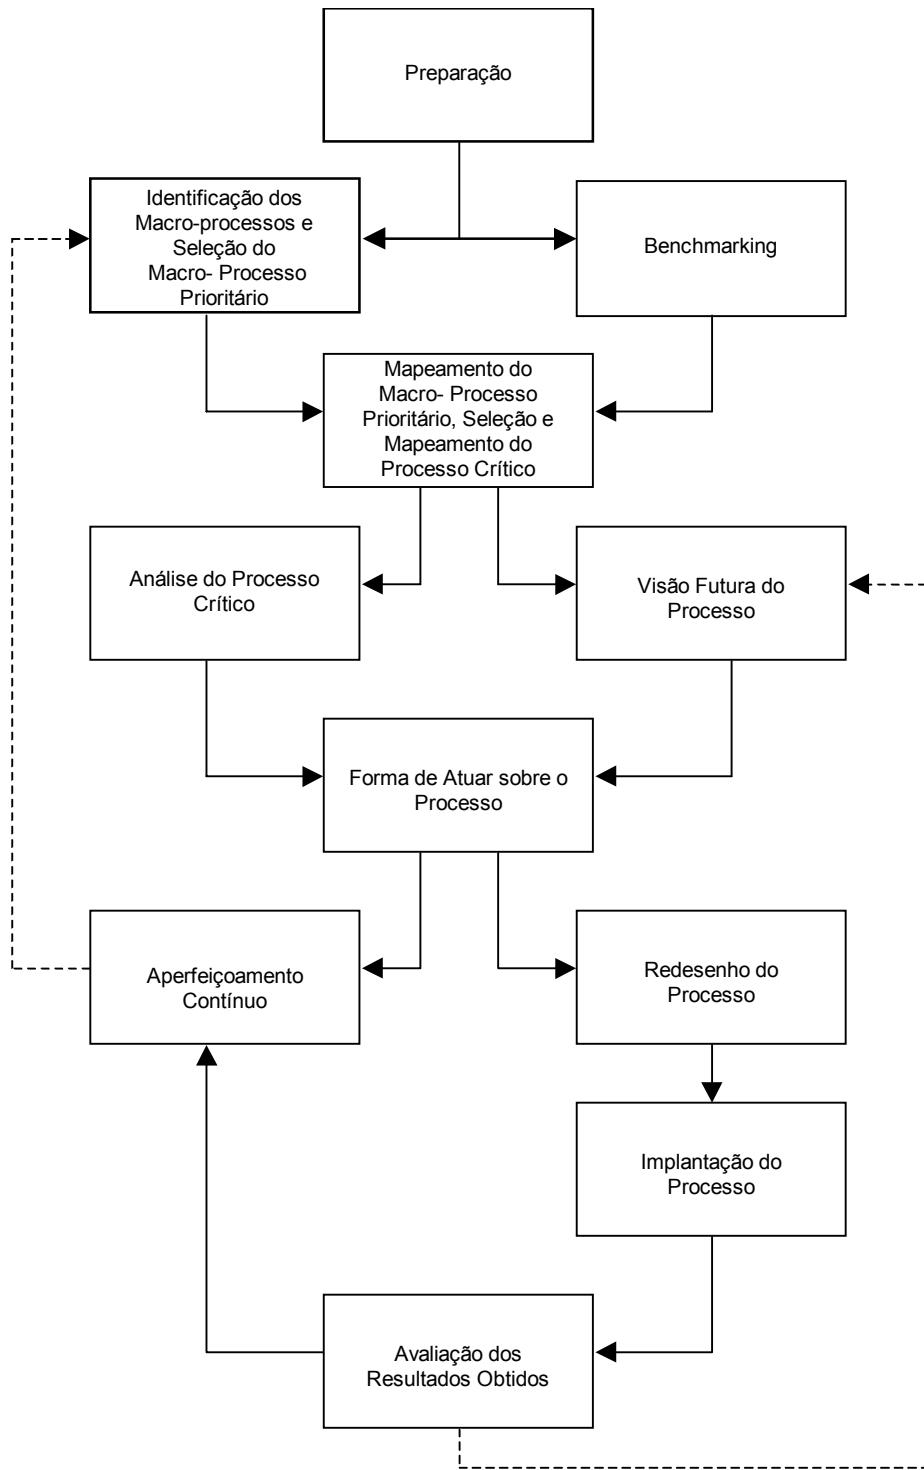 Preparação
Identificação dos
Macro-processos e
Seleção do
Macro- Processo
Prioritário
Benchmarking
Mapeamento do
Macro- Processo
Prioritário, Seleção e
Mapeamento do
Processo Crítico
Análise do Processo
Crítico
Visão Futura do
Processo
Forma de Atuar sobre o
Processo
Aperfeiçoamento
Contínuo
Redesenho do
Processo
Implantação do
Processo
Avaliação dos
Resultados Obtidos